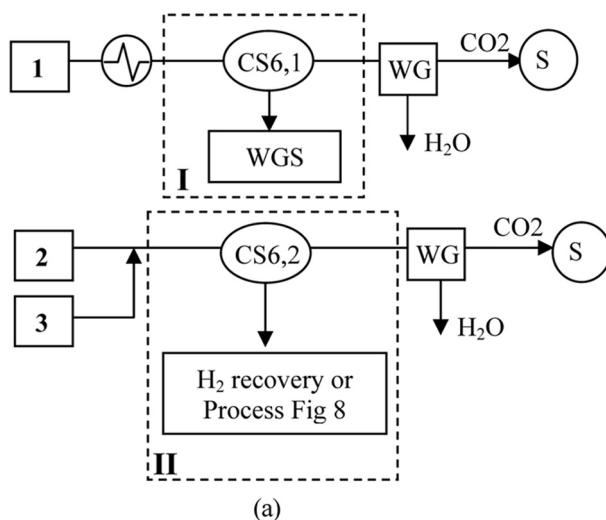 1
CS6,1
WG
CO2
S
WGS
H₂O
I
2
CS6,2
WG
CO2
S
3
H₂O
H₂ recovery or
Process Fig 8
II
(a)